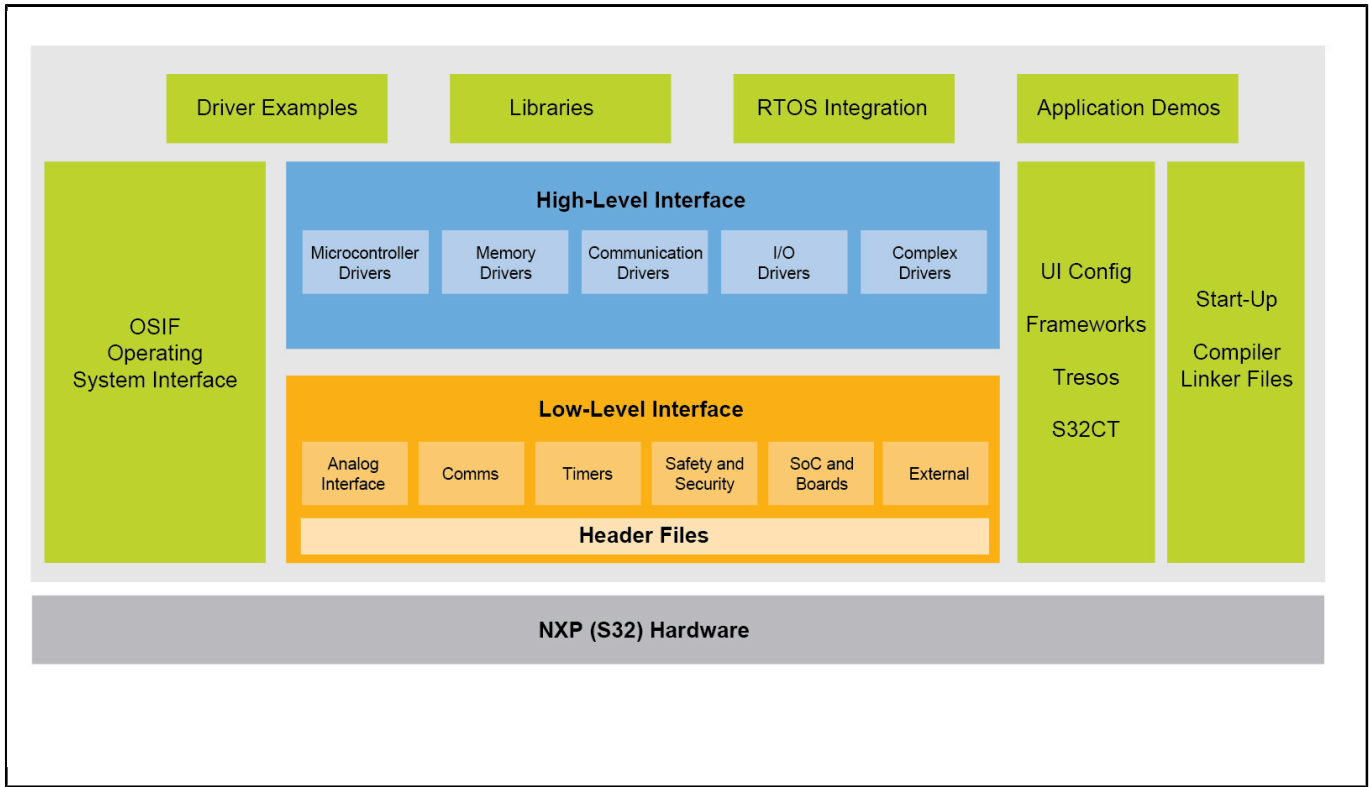 Driver Examples
Libraries
RTOS Integration
Application Demos
OSIF
Operating
System Interface
High-Level Interface
Microcontroller
Drivers
Memory
Drivers
Communication
Drivers
I/O
Drivers
Complex
Drivers
Low-Level Interface
Analog
Interface
Comms
Timers
Safety and
Security
SoC and
Boards
External
Header Files
UI Config
Frameworks
Tresos
S32CT
Start-Up
Compiler
Linker Files
NXP (S32) Hardware